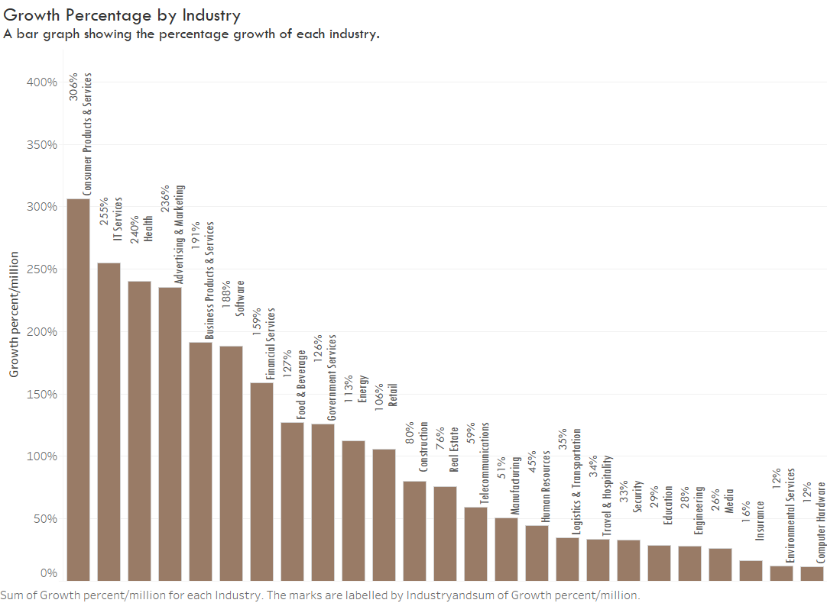 Growth Percentage by Industry
A bar graph showing the percentage growth of each industry.
Growth percent/million
400%
350%
300%
250%
200%
150%
100%
50%
0%
306%
Consumer Products & Services
255%
IT Services
240%
Health
236%
Advertising & Marketing
191%
Business Products & Services
188%
Software
159%
Financial Services
127%
Food & Beverage
126%
Government Services
113%
Energy
106%
Retail
80%
Construction
76%
Real Estate
59%
Telecommunications
51%
Manufacturing
45%
Human Resources
35%
Logistics & Transportation
34%
Travel & Hospitality
33%
Security
29%
Education
28%
Engineering
26%
Media
16%
Insurance
12%
Environmental Services
12%
Computer Hardware
Sum of Growth percent/million for each Industry. The marks are labelled by Industryandsum of Growth percent/million.